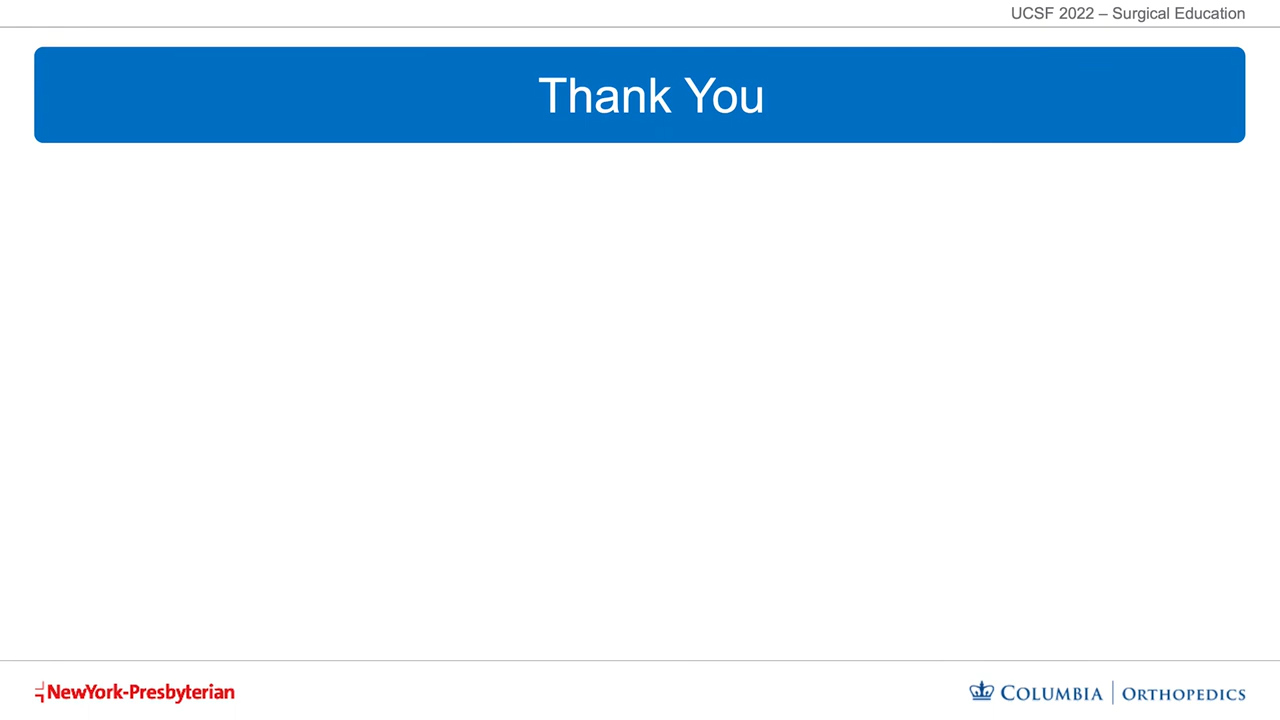 UCSF 2022 – Surgical Education
Thank You
NewYork-Presbyterian
COLUMBIA | ORTHOPEDICS